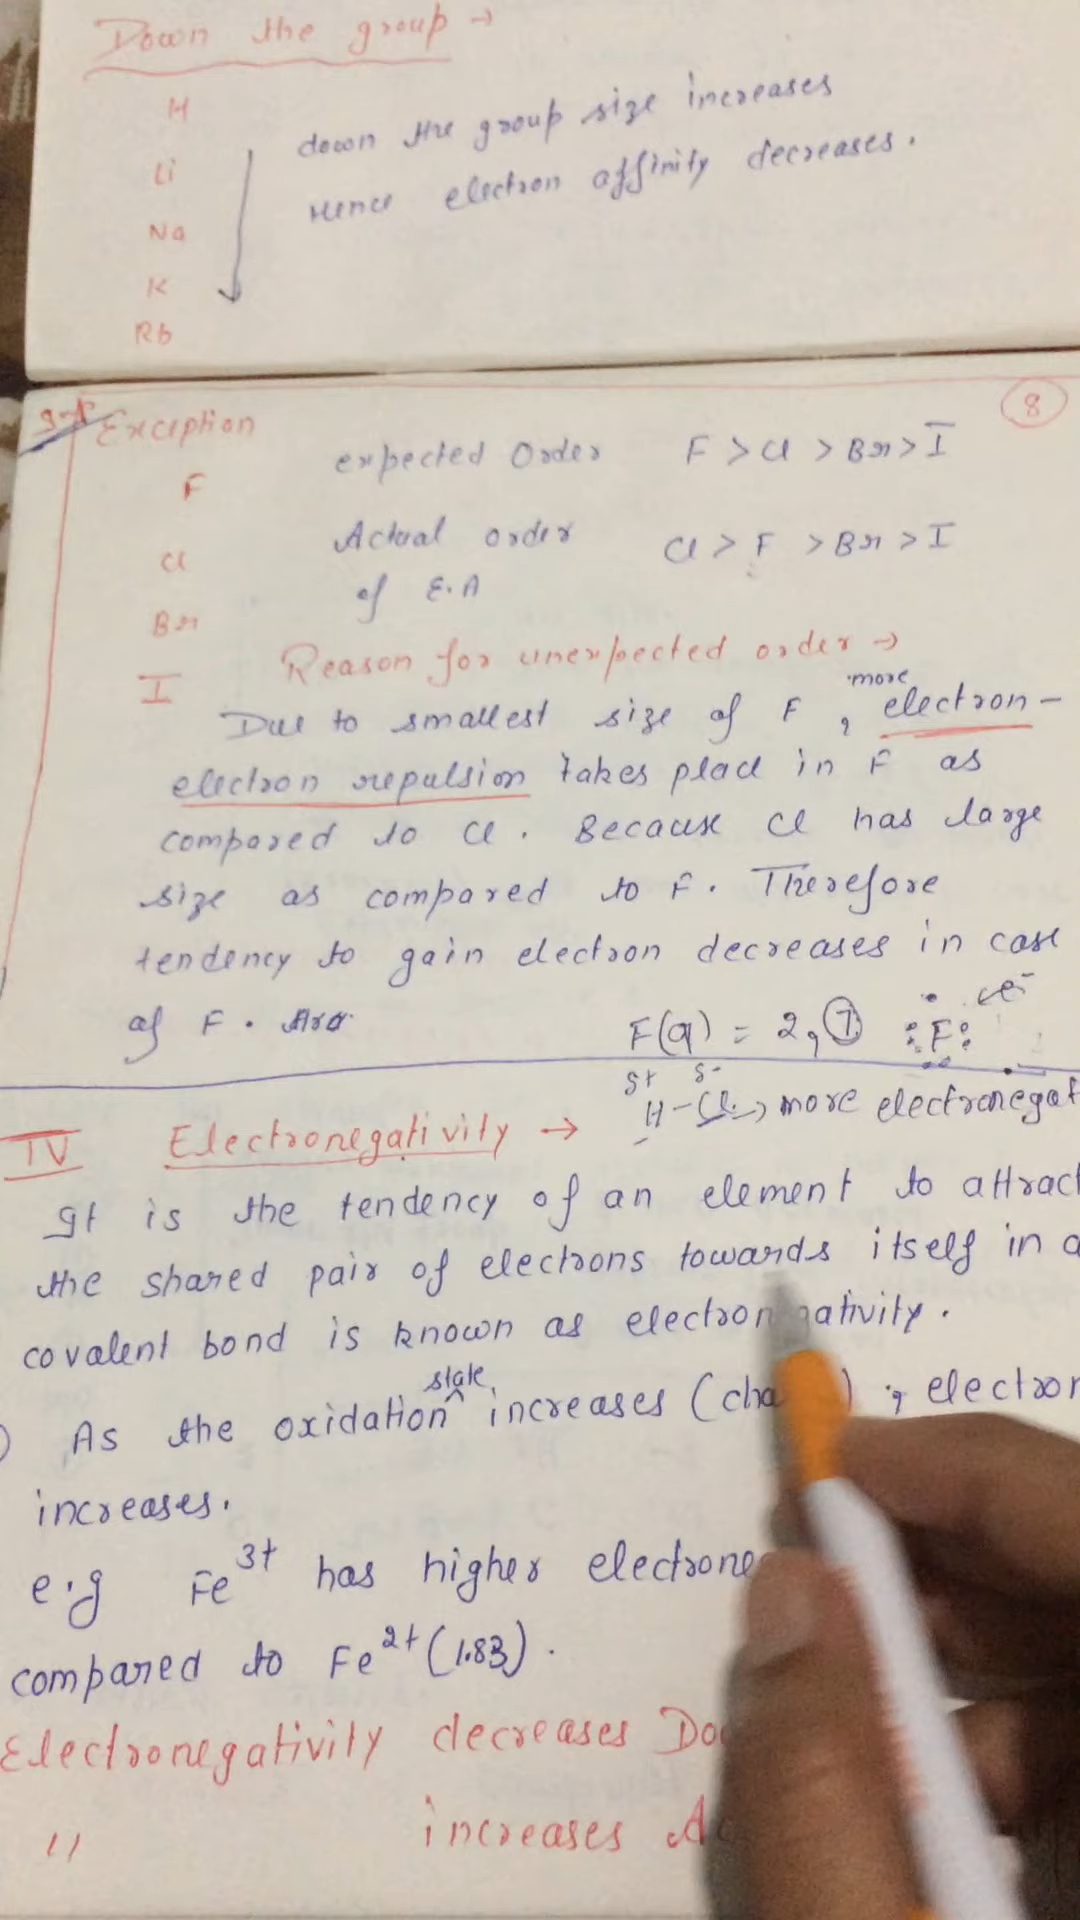 Down the group →
H
Li
Na
K
Rb
down the group size increases
Hence electron affinity decreases.
8
Exception
F
Cl
Br
I
expected Order F > Cl > Br > I
Actual order Cl > F > Br > I
of E.A
Reason for unexpected order →
Due to smallest size of F, more electron-
electron repulsion takes place in F as
compared to Cl. Because Cl has large
size as compared to F. Therefore
tendency to gain electron decreases in case
of F.
F(9) = 2, 7 F e-
δ+ δ-
H-Cl → more electronegat
IV Electronegativity →
It is the tendency of an element to attract
the shared pair of electrons towards itself in a
covalent bond is known as electronegativity.
As the oxidation state increases (cha ), electron
increases.
e.g Fe3+ has higher electrone
compared to Fe2+ (1.83).
Electronegativity decreases Do
11 increases A